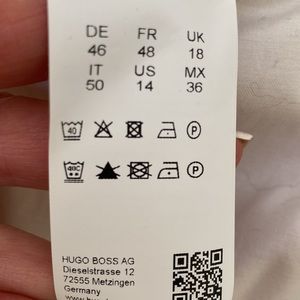 DE FR UK
46 48 18
IT US MX
50 14 36
40 P
40C P
HUGO BOSS AG
Dieselstrasse 12
72555 Metzingen
Germany